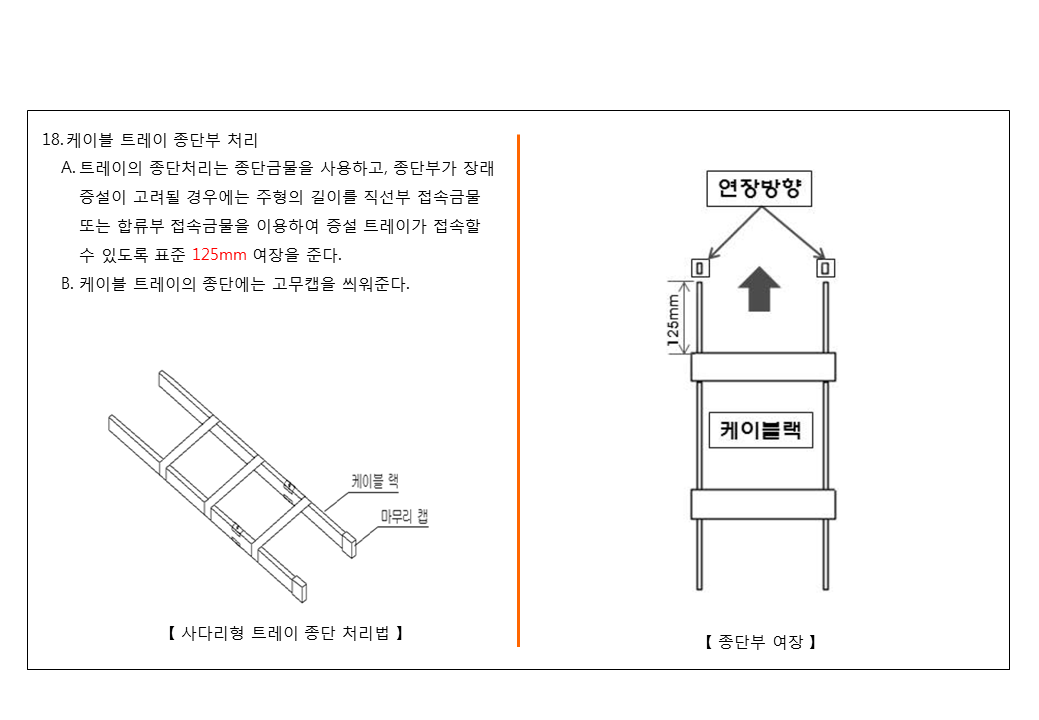 18. 케이블 트레이 종단부 처리
A. 트레이의 종단처리는 종단금물을 사용하고, 종단부가 장래
증설이 고려될 경우에는 주형의 길이를 직선부 접속금물
또는 합류부 접속금물을 이용하여 증설 트레이가 접속할
수 있도록 표준 125mm 여장을 준다.
B. 케이블 트레이의 종단에는 고무캡을 씌워준다.
케이블 랙
마무리 캡
【 사다리형 트레이 종단 처리법 】
연장방향
125mm
케이블랙
【 종단부 여장 】